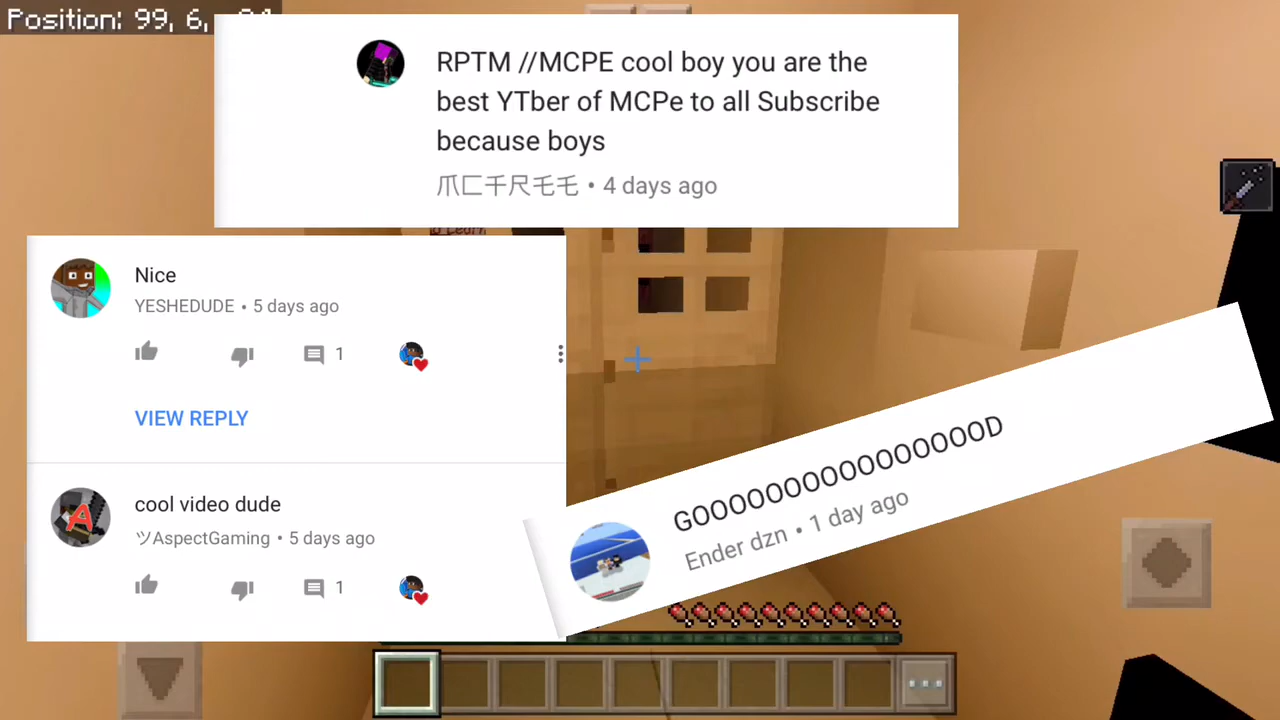 Position: 99, 6,
RPTM //MCPE cool boy you are the
best YTber of MCPe to all Subscribe
because boys
爪匚千尺乇乇 • 4 days ago
Nice
YESHEDUDE • 5 days ago
1
VIEW REPLY
cool video dude
ツAspectGaming • 5 days ago
A
1
GOOOOOOOOOOOOOOOD
Ender dzn • 1 day ago